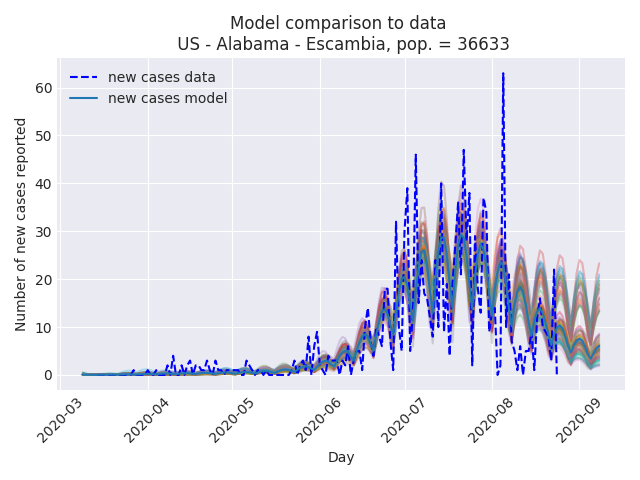 Model comparison to data
US - Alabama - Escambia, pop. = 36633
new cases data
new cases model
Number of new cases reported
60
50
40
30
20
10
0
2020-03
2020-04
2020-05
2020-06
2020-07
2020-08
2020-09
Day